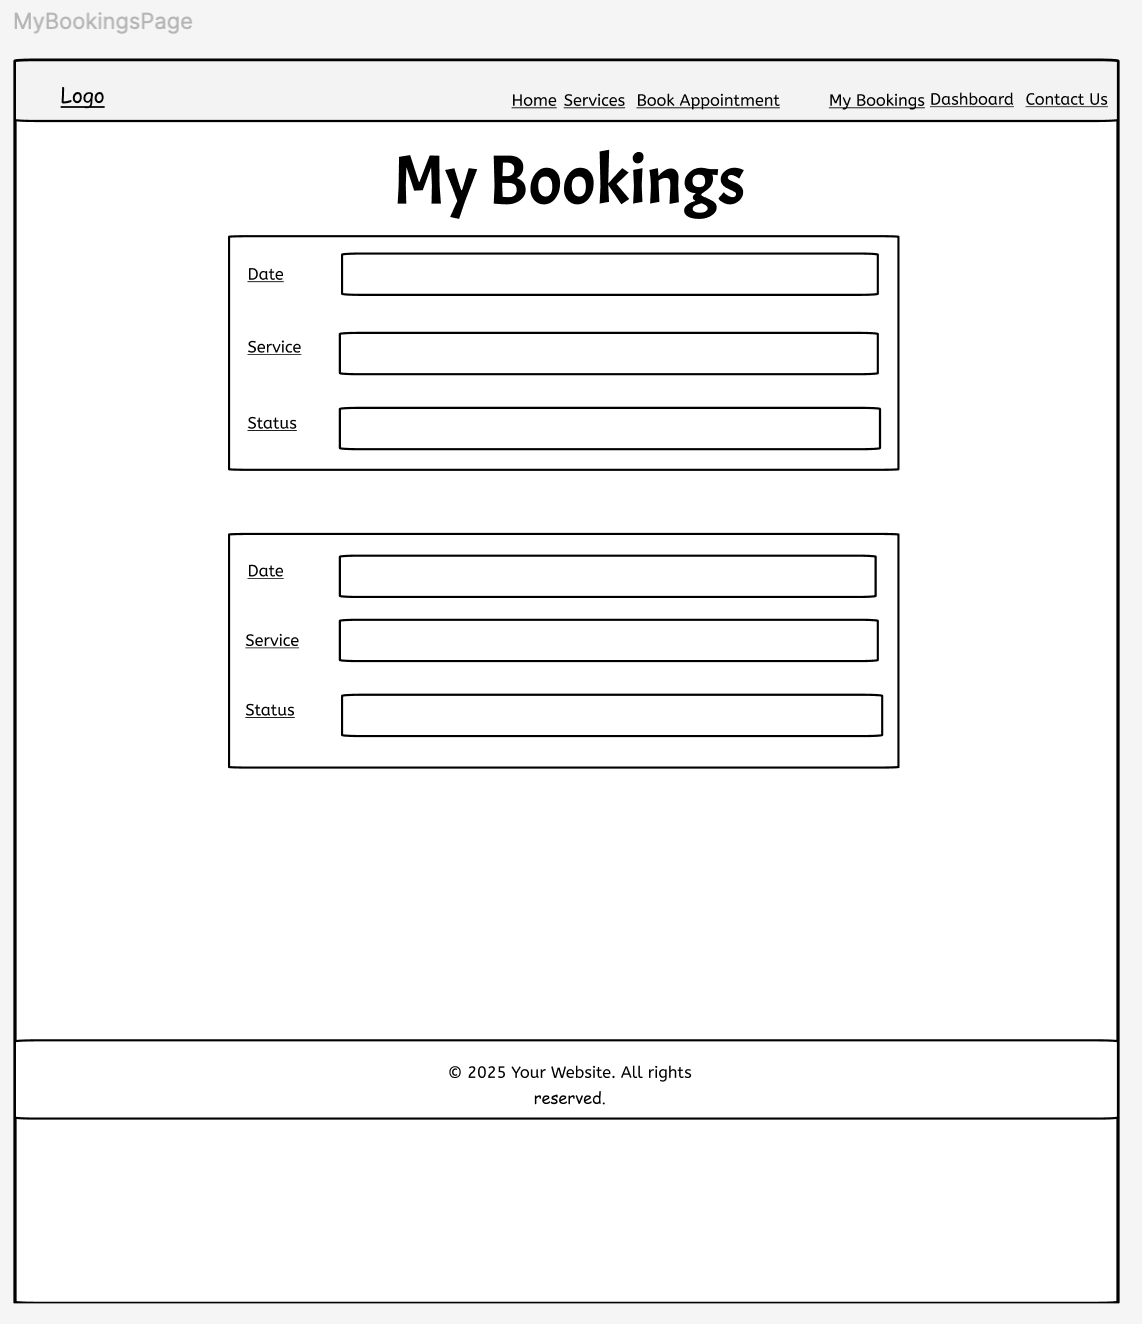 MyBookingsPage
Logo Home Services Book Appointment My Bookings Dashboard Contact Us
My Bookings
Date
Service
Status
Date
Service
Status
© 2025 Your Website. All rights
reserved.